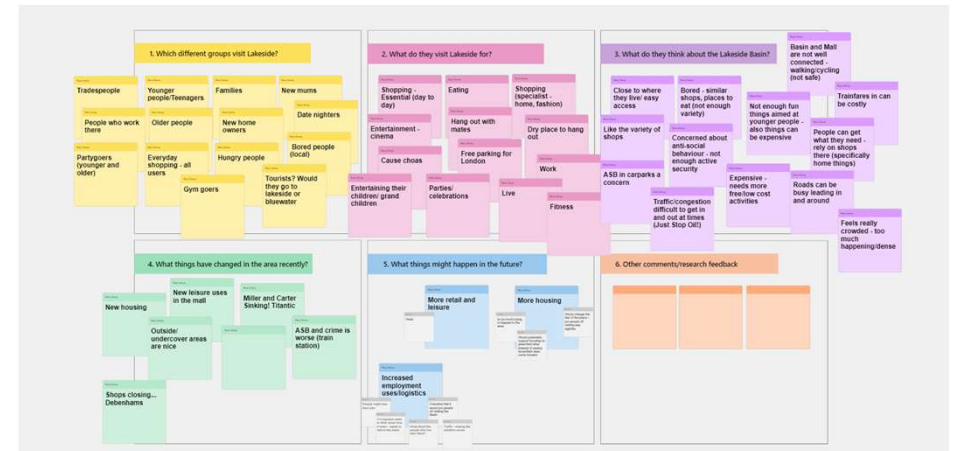 1. Which different groups visit Lakeside?
Tradespeople
Younger
people/Teenagers
Families
New mums
People who work
there
Older people
New home
owners
Date nighters
Partygoers
(younger and
older)
Everyday
shopping - all
users
Hungry people
Bored people
(local)
Gym goers
Tourists? Would
they go to
lakeside or
bluewater
2. What do they visit Lakeside for?
Shopping -
Essential (day to
day)
Eating
Shopping
(specialist -
home, fashion)
Entertainment -
cinema
Hang out with
mates
Dry place to hang
out
Cause choas
Free parking for
London
Work
Entertaining their
children/ grand
children
Parties/
celebrations
Live
Fitness
3. What do they think about the Lakeside Basin?
Basin and Mall
are not well
connected -
walking/cycling
(not safe)
Close to where
they live/ easy
access
Bored - similar
shops, places to
eat (not enough
variety)
Not enough fun
things aimed at
younger people -
also things can
be expensive
Trainfares in can
be costly
Like the variety of
shops
Concerned about
anti-social
behaviour - not
enough active
security
People can get
what they need -
rely on shops
there (specifically
home things)
ASB in carparks a
concern
Traffic/congestion
difficult to get in
and out at times
(Just Stop Oil!)
Expensive -
needs more
free/low cost
activities
Roads can be
busy leading in
and around
Feels really
crowded - too
much
happening/dense
4. What things have changed in the area recently?
New housing
New leisure uses
in the mall
Miller and Carter
Sinking! Titanic
Outside/
undercover areas
are nice
ASB and crime is
worse (train
station)
Shops closing...
Debenhams
5. What things might happen in the future?
More retail and
leisure
More housing
Increased
employment
uses/logistics
6. Other comments/research feedback